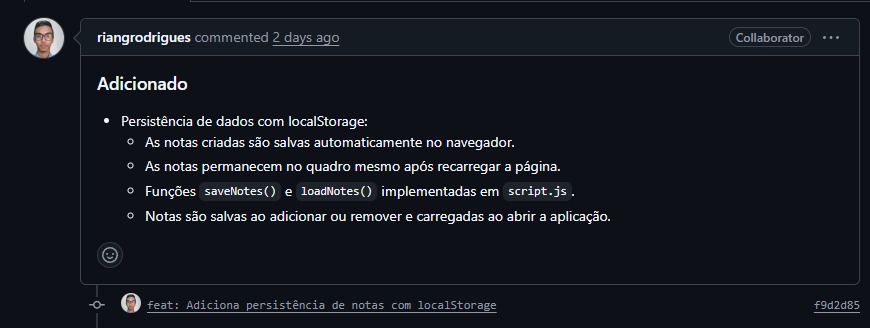 riangrodrigues commented 2 days ago
Collaborator
Adicionado
Persistência de dados com localStorage:
As notas criadas são salvas automaticamente no navegador.
As notas permanecem no quadro mesmo após recarregar a página.
Funções saveNotes() e loadNotes() implementadas em script.js.
Notas são salvas ao adicionar ou remover e carregadas ao abrir a aplicação.
feat: Adiciona persistência de notas com localStorage
f9d2d85